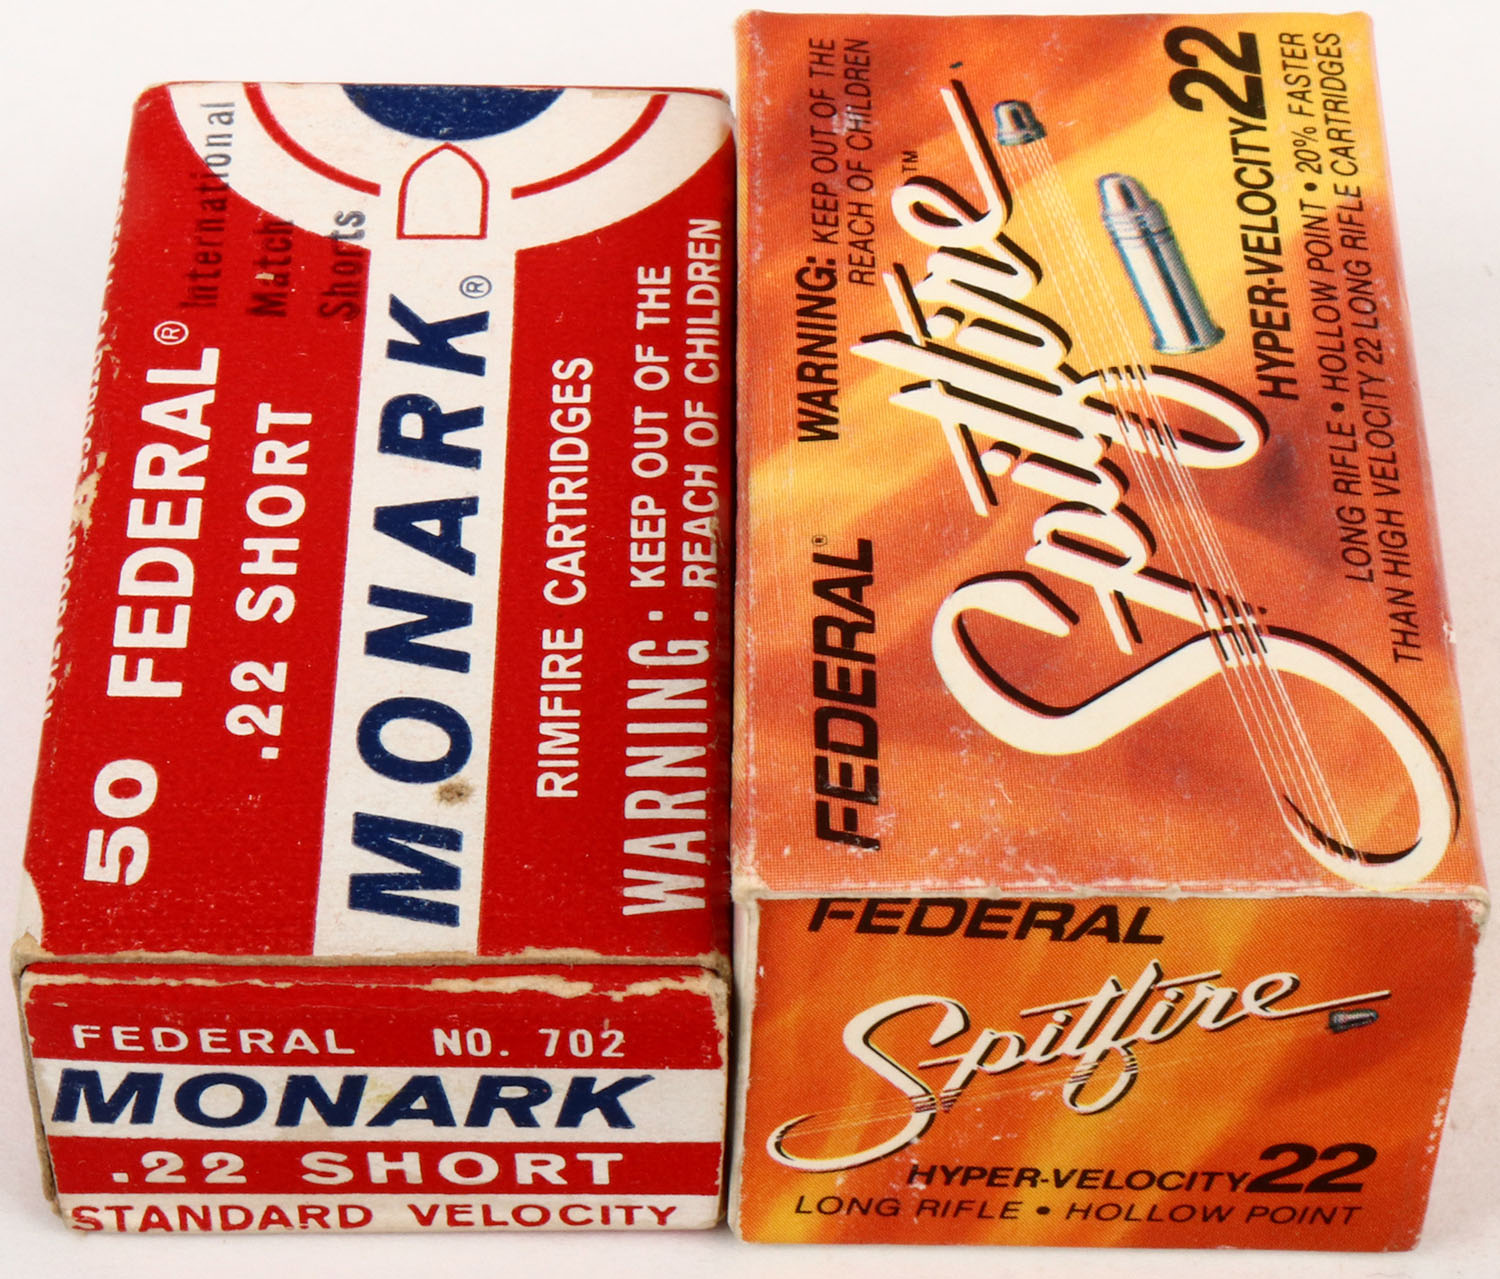 International
Match
Shorts
50 FEDERAL®
.22 SHORT
MONARK®
RIMFIRE CARTRIDGES
WARNING: KEEP OUT OF THE
REACH OF CHILDREN
FEDERAL NO. 702
MONARK
.22 SHORT
STANDARD VELOCITY
WARNING: KEEP OUT OF THE
REACH OF CHILDREN
FEDERAL®
Spitfire™
HYPER-VELOCITY 22
LONG RIFLE • HOLLOW POINT • 20% FASTER
THAN HIGH VELOCITY 22 LONG RIFLE CARTRIDGES
FEDERAL
Spitfire
HYPER-VELOCITY 22
LONG RIFLE • HOLLOW POINT